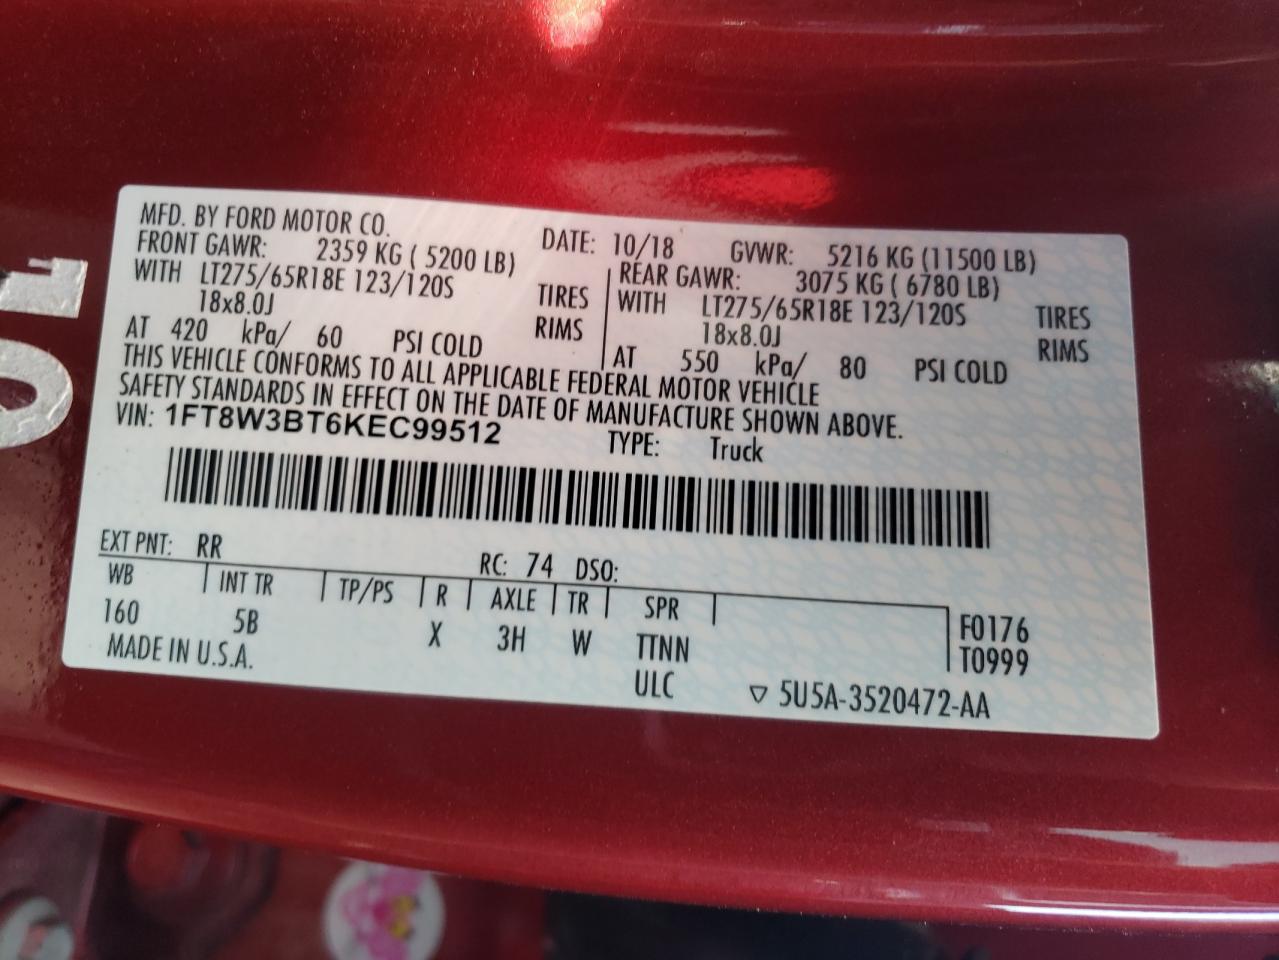 MFD. BY FORD MOTOR CO. DATE: 10/18 GVWR: 5216 KG (11500 LB)
FRONT GAWR: 2359 KG ( 5200 LB) REAR GAWR: 3075 KG ( 6780 LB)
WITH LT275/65R18E 123/120S TIRES WITH LT275/65R18E 123/120S TIRES
18x8.0J RIMS 18x8.0J RIMS
AT 420 kPa/ 60 PSI COLD AT 550 kPa/ 80 PSI COLD
THIS VEHICLE CONFORMS TO ALL APPLICABLE FEDERAL MOTOR VEHICLE
SAFETY STANDARDS IN EFFECT ON THE DATE OF MANUFACTURE SHOWN ABOVE.
VIN: 1FT8W3BT6KEC99512 TYPE: Truck
EXT PNT: RR RC: 74 DSO:
WB INT TR TP/PS R AXLE TR SPR F0176
160 5B X 3H W TTNN T0999
MADE IN U.S.A. ULC ▽ 5U5A-3520472-AA